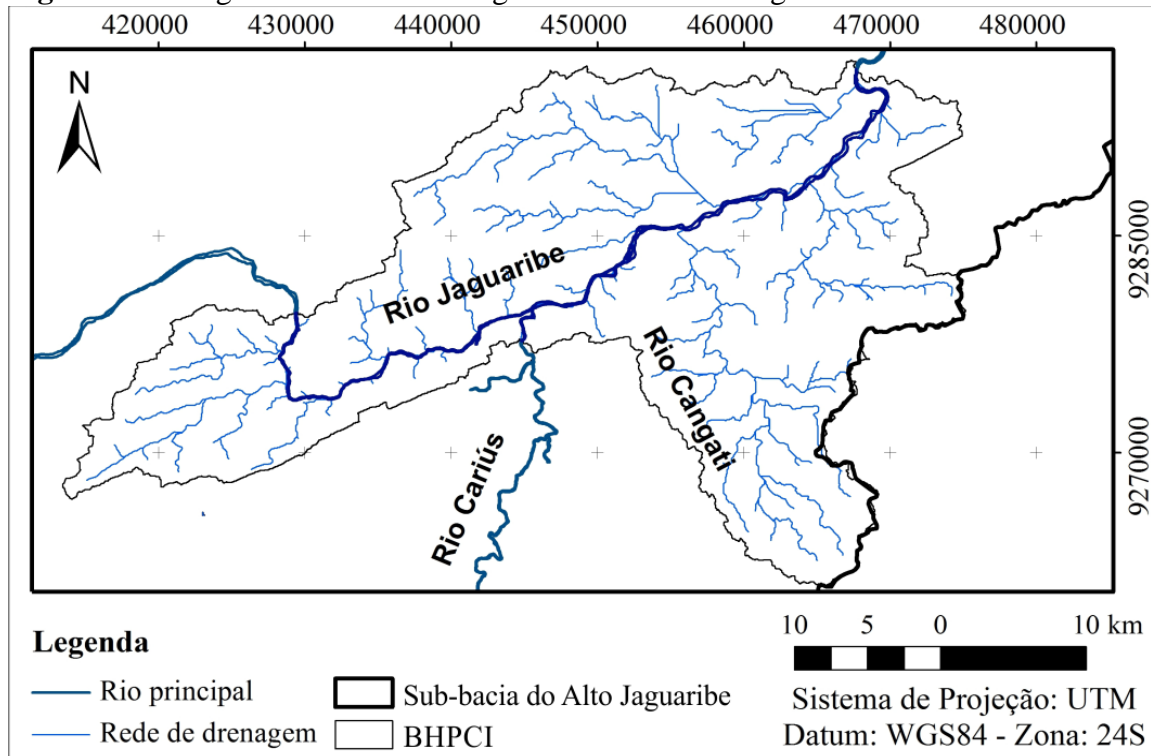 420000 430000 440000 450000 460000 470000 480000
N
9285000
Rio Jaguaribe
Rio Cangati
Rio Cariús
9270000
Legenda
Rio principal
Rede de drenagem
Sub-bacia do Alto Jaguaribe
BHPCI
10 5 0 10 km
Sistema de Projeção: UTM
Datum: WGS84 - Zona: 24S